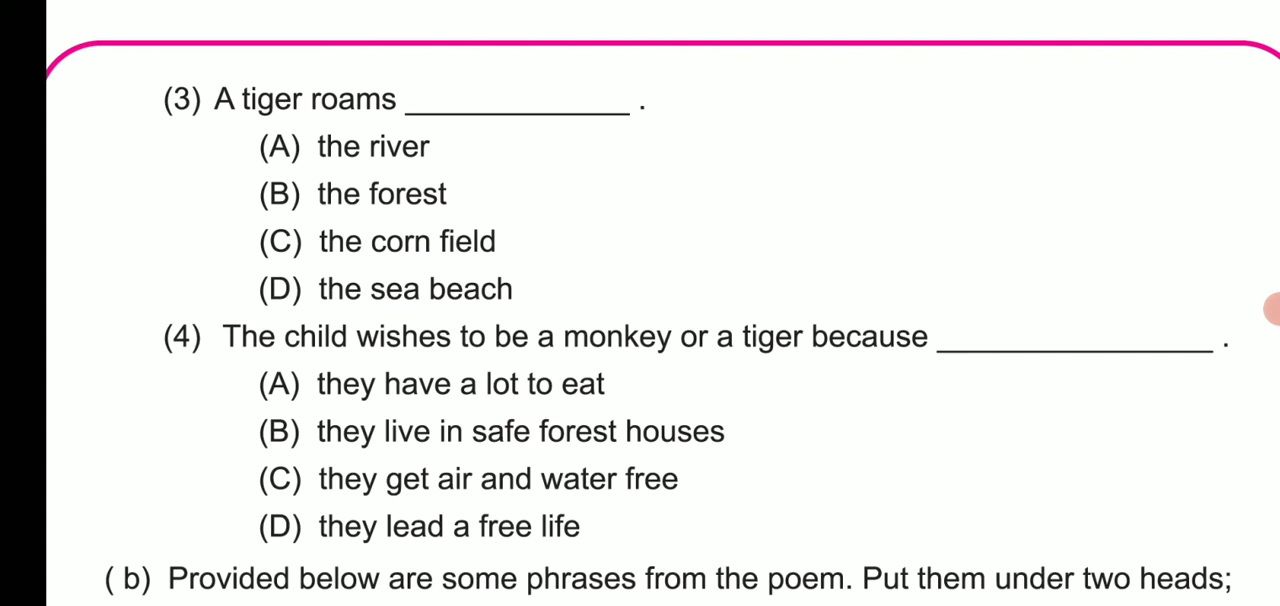 (3) A tiger roams ______________ .
(A) the river
(B) the forest
(C) the corn field
(D) the sea beach
(4) The child wishes to be a monkey or a tiger because _________________ .
(A) they have a lot to eat
(B) they live in safe forest houses
(C) they get air and water free
(D) they lead a free life
( b) Provided below are some phrases from the poem. Put them under two heads;